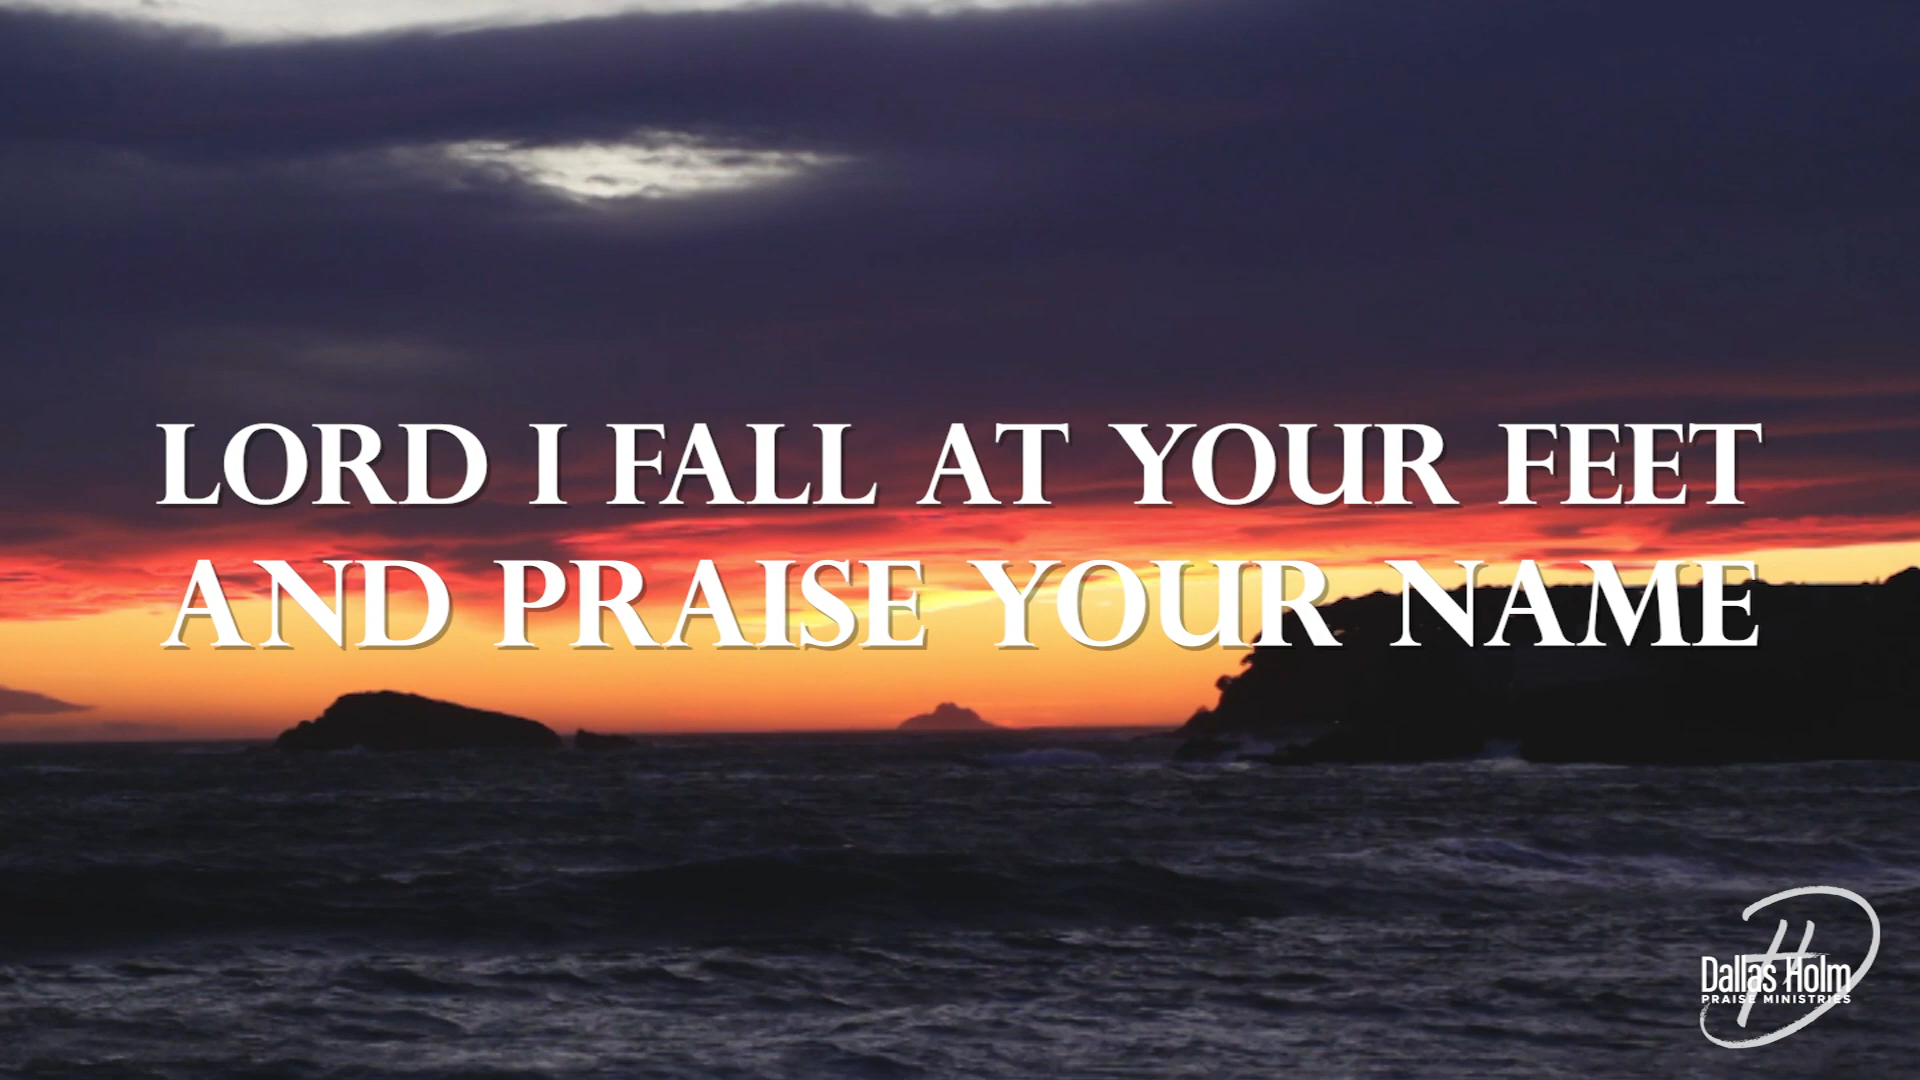 LORD I FALL AT YOUR FEET
AND PRAISE YOUR NAME
Dallas Holm
PRAISE MINISTRIES